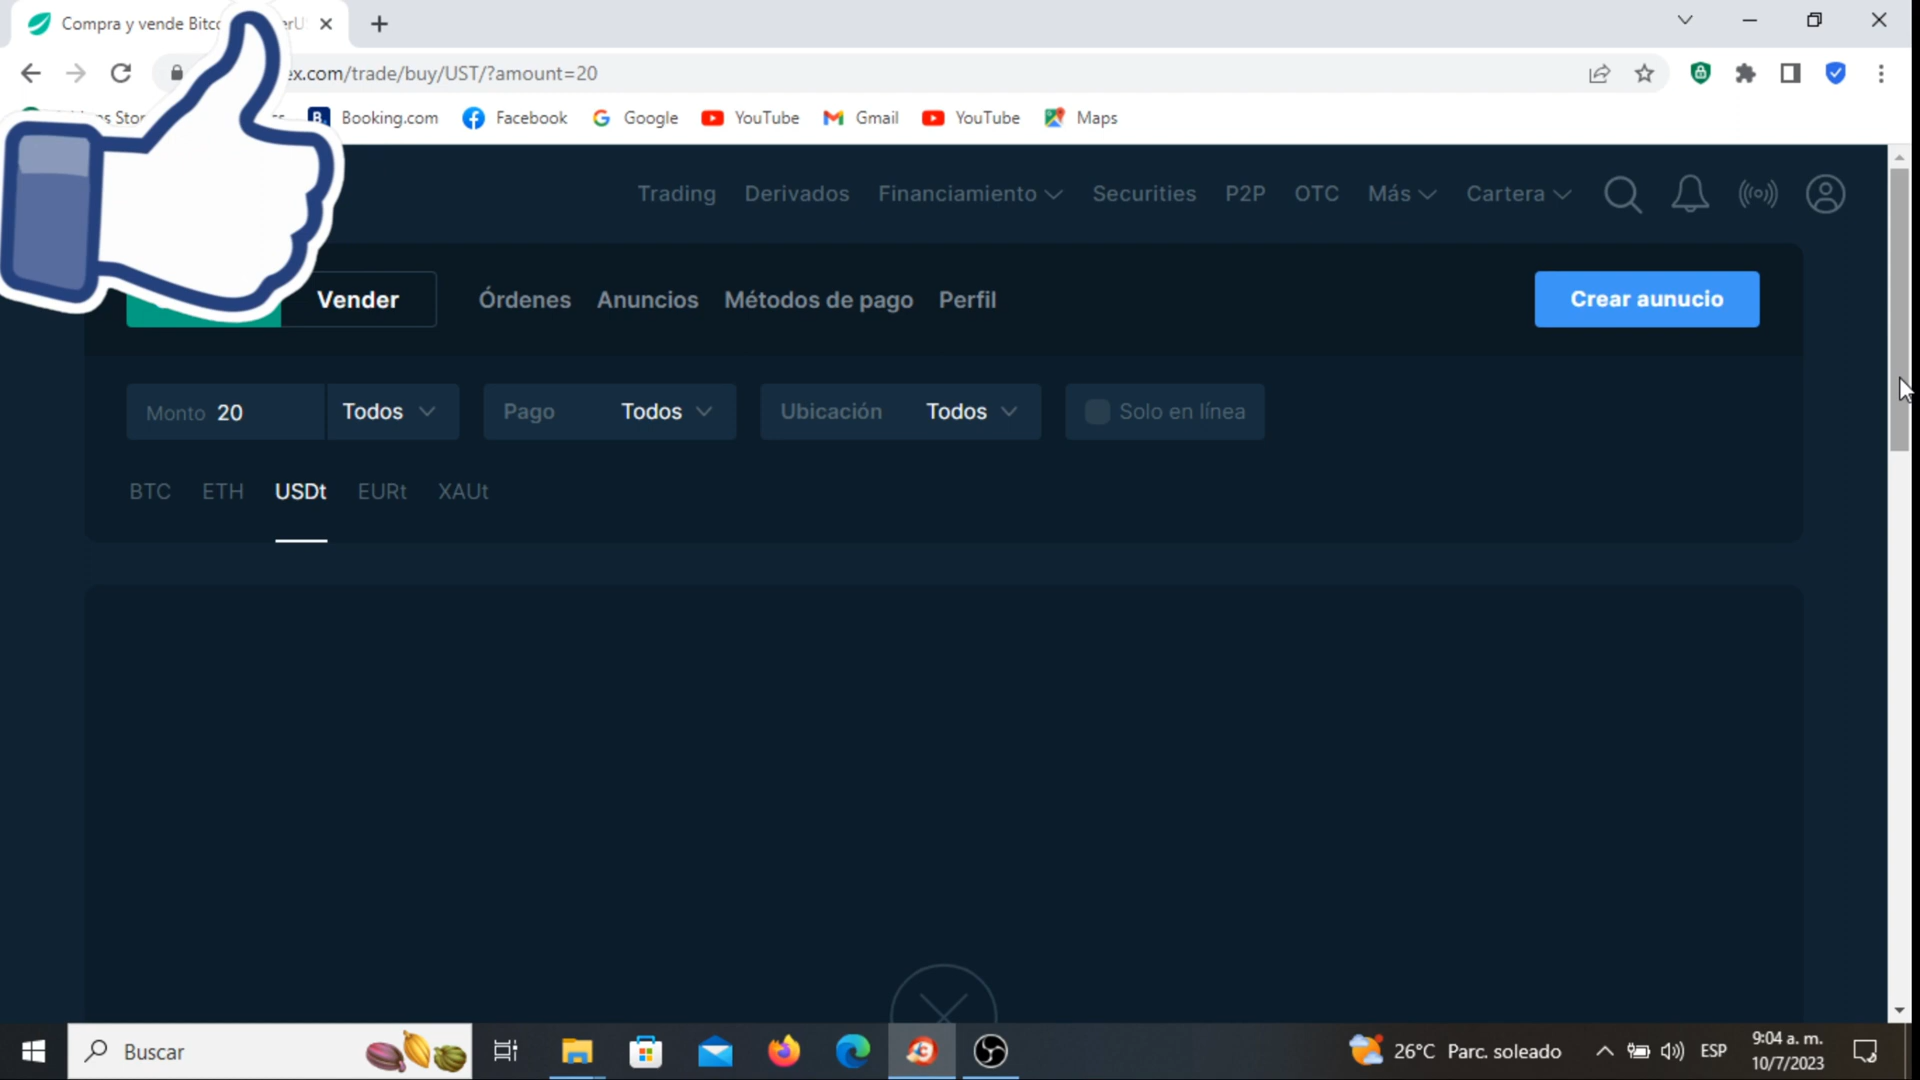 Compra y vende Bitco
ex.com/trade/buy/UST/?amount=20
Booking.com Facebook Google YouTube Gmail YouTube Maps
Trading Derivados Financiamiento Securities P2P OTC Más Cartera
Vender Órdenes Anuncios Métodos de pago Perfil Crear aunucio
Monto 20 Todos Pago Todos Ubicación Todos Solo en línea
BTC ETH USDt EURt XAUt
Buscar 26°C Parc. soleado ESP 9:04 a. m.
10/7/2023